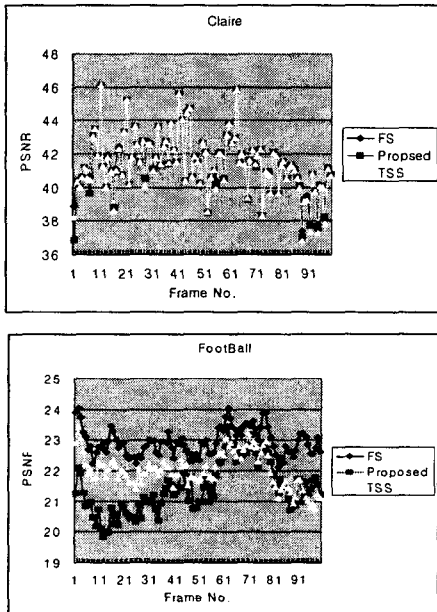 Claire
48
46
44
42
40
38
36
PSNR
1 11 21 31 41 51 61 71 81 91
Frame No.
FS
Propsed
TSS
FootBall
25
24
23
22
21
20
19
PSNR
1 11 21 31 41 51 61 71 81 91
Frame No.
FS
Proposed
TSS